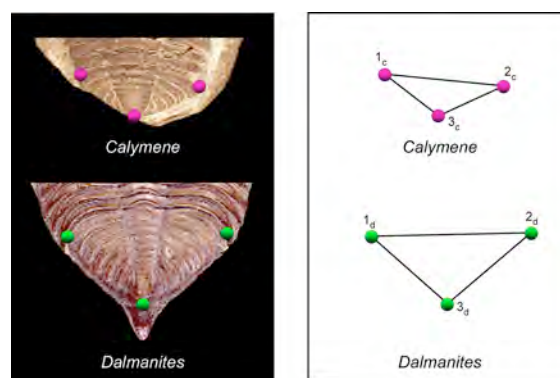 Calymene
Dalmanites
1c
2c
3c
Calymene
1d
2d
3d
Dalmanites